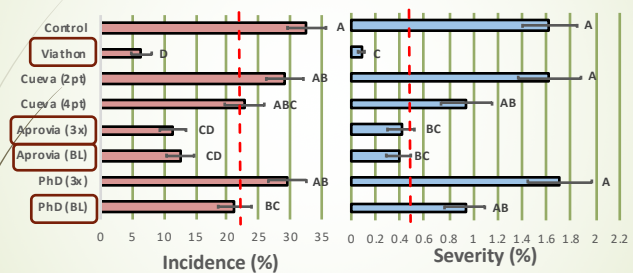 Control A A
Viathon D C
Cueva (2pt) AB A
Cueva (4pt) ABC AB
Aprovia (3x) CD BC
Aprovia (BL) CD BC
PhD (3x) AB A
PhD (BL) BC AB
0 5 10 15 20 25 30 35 0 0.2 0.4 0.6 0.8 1 1.2 1.4 1.6 1.8 2
Incidence (%) Severity (%)